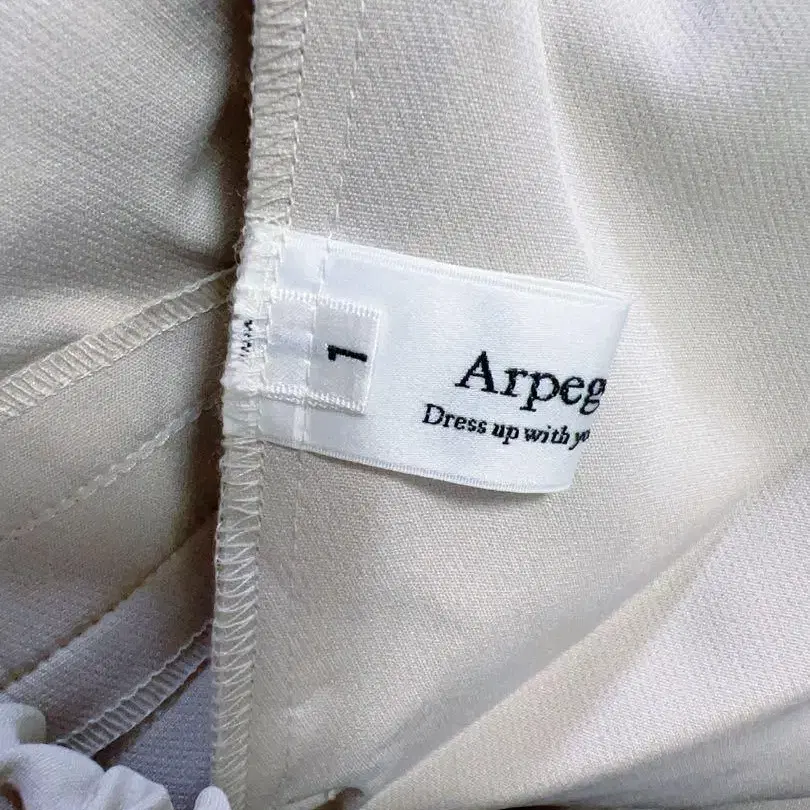 1
Arpeg
Dress up with yo